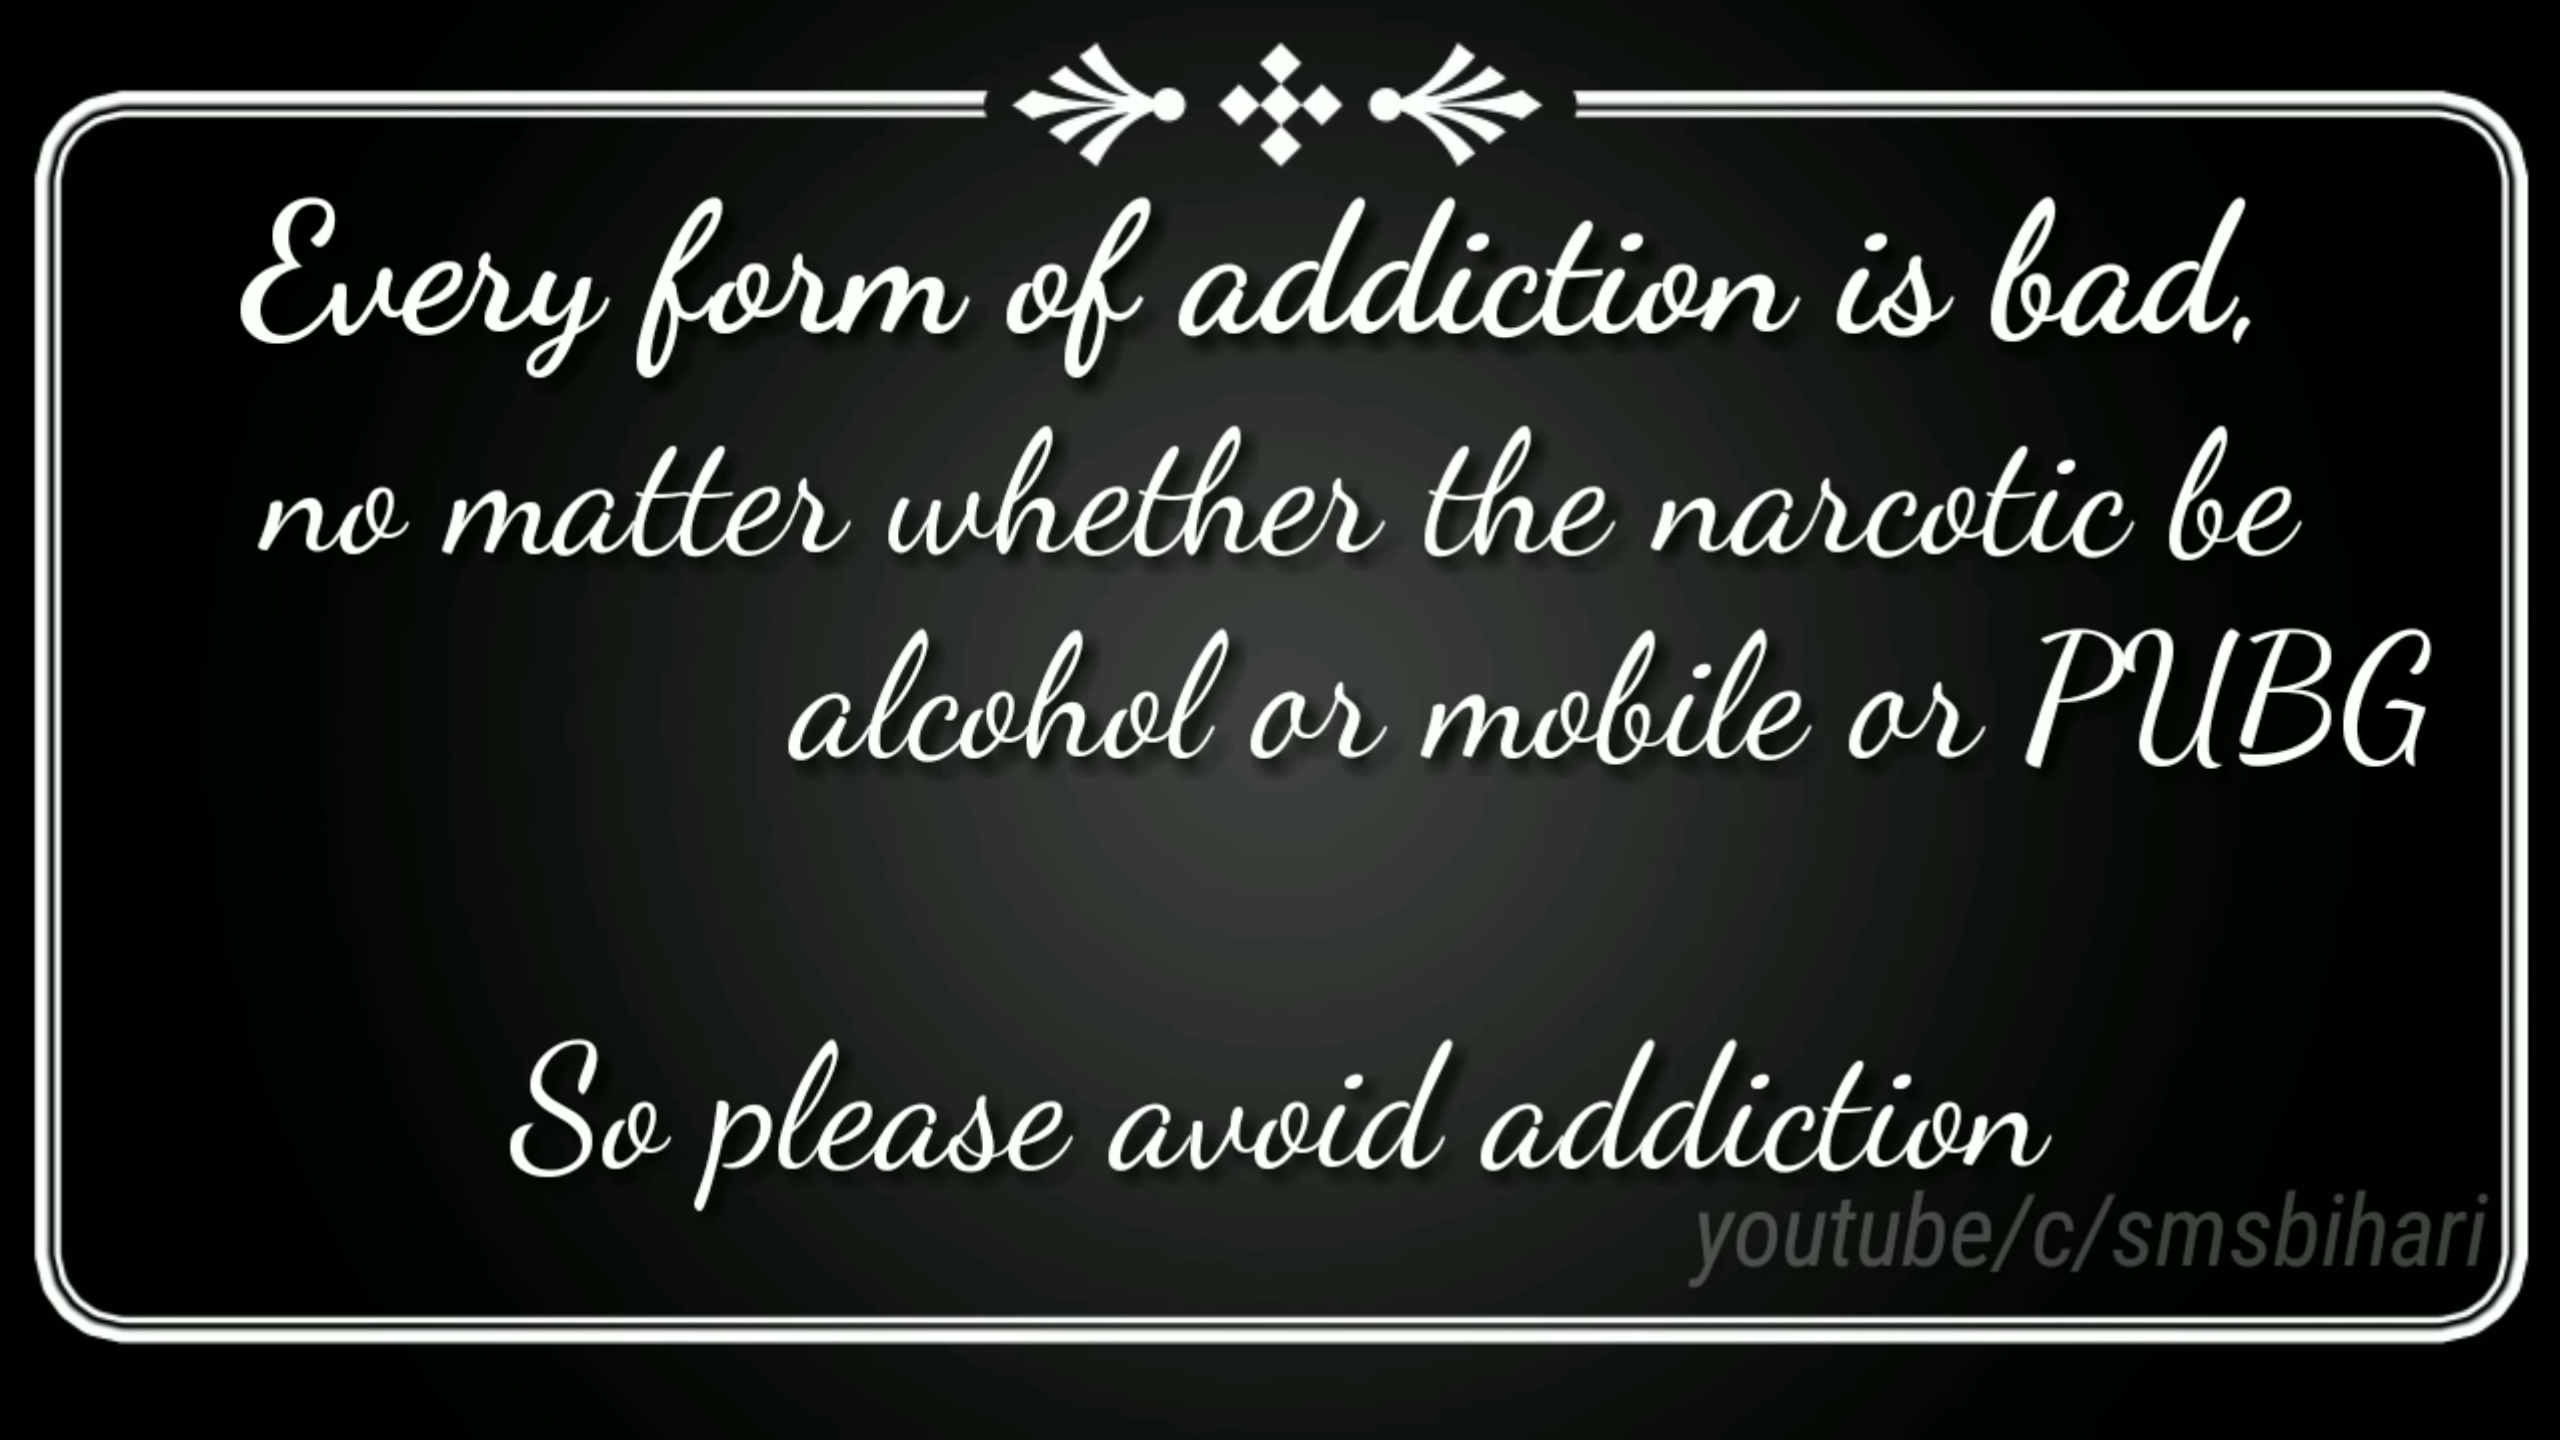 Every form of addiction is bad,
no matter whether the narcotic be
alcohol or mobile or PUBG
So please avoid addiction
youtube/c/smsbihari